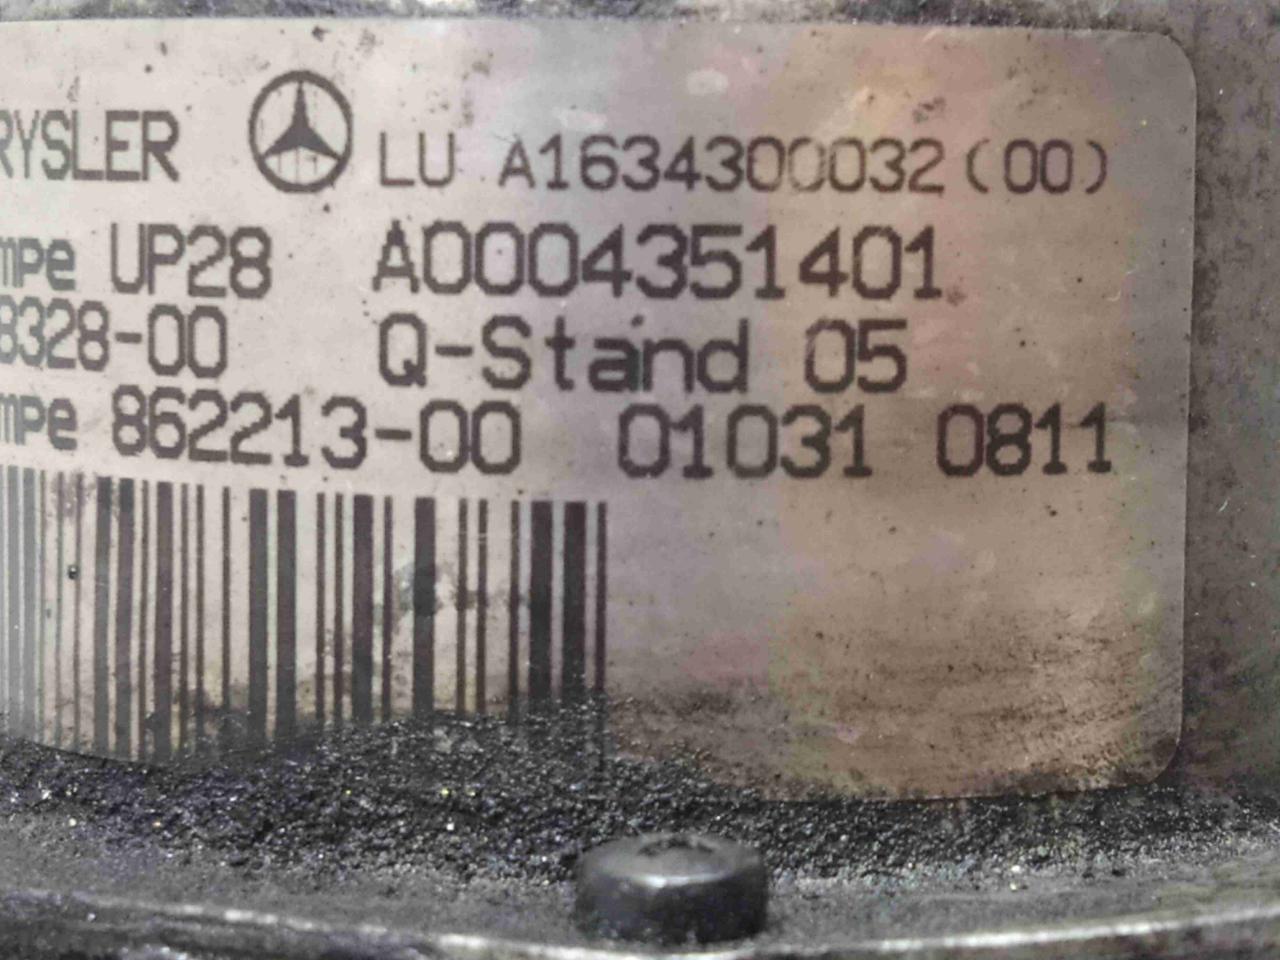 RYSLER LU A1634300032(00)
mpe UP28 A0004351401
8328-00 Q-Stand 05
mpe 862213-00 01031 0811